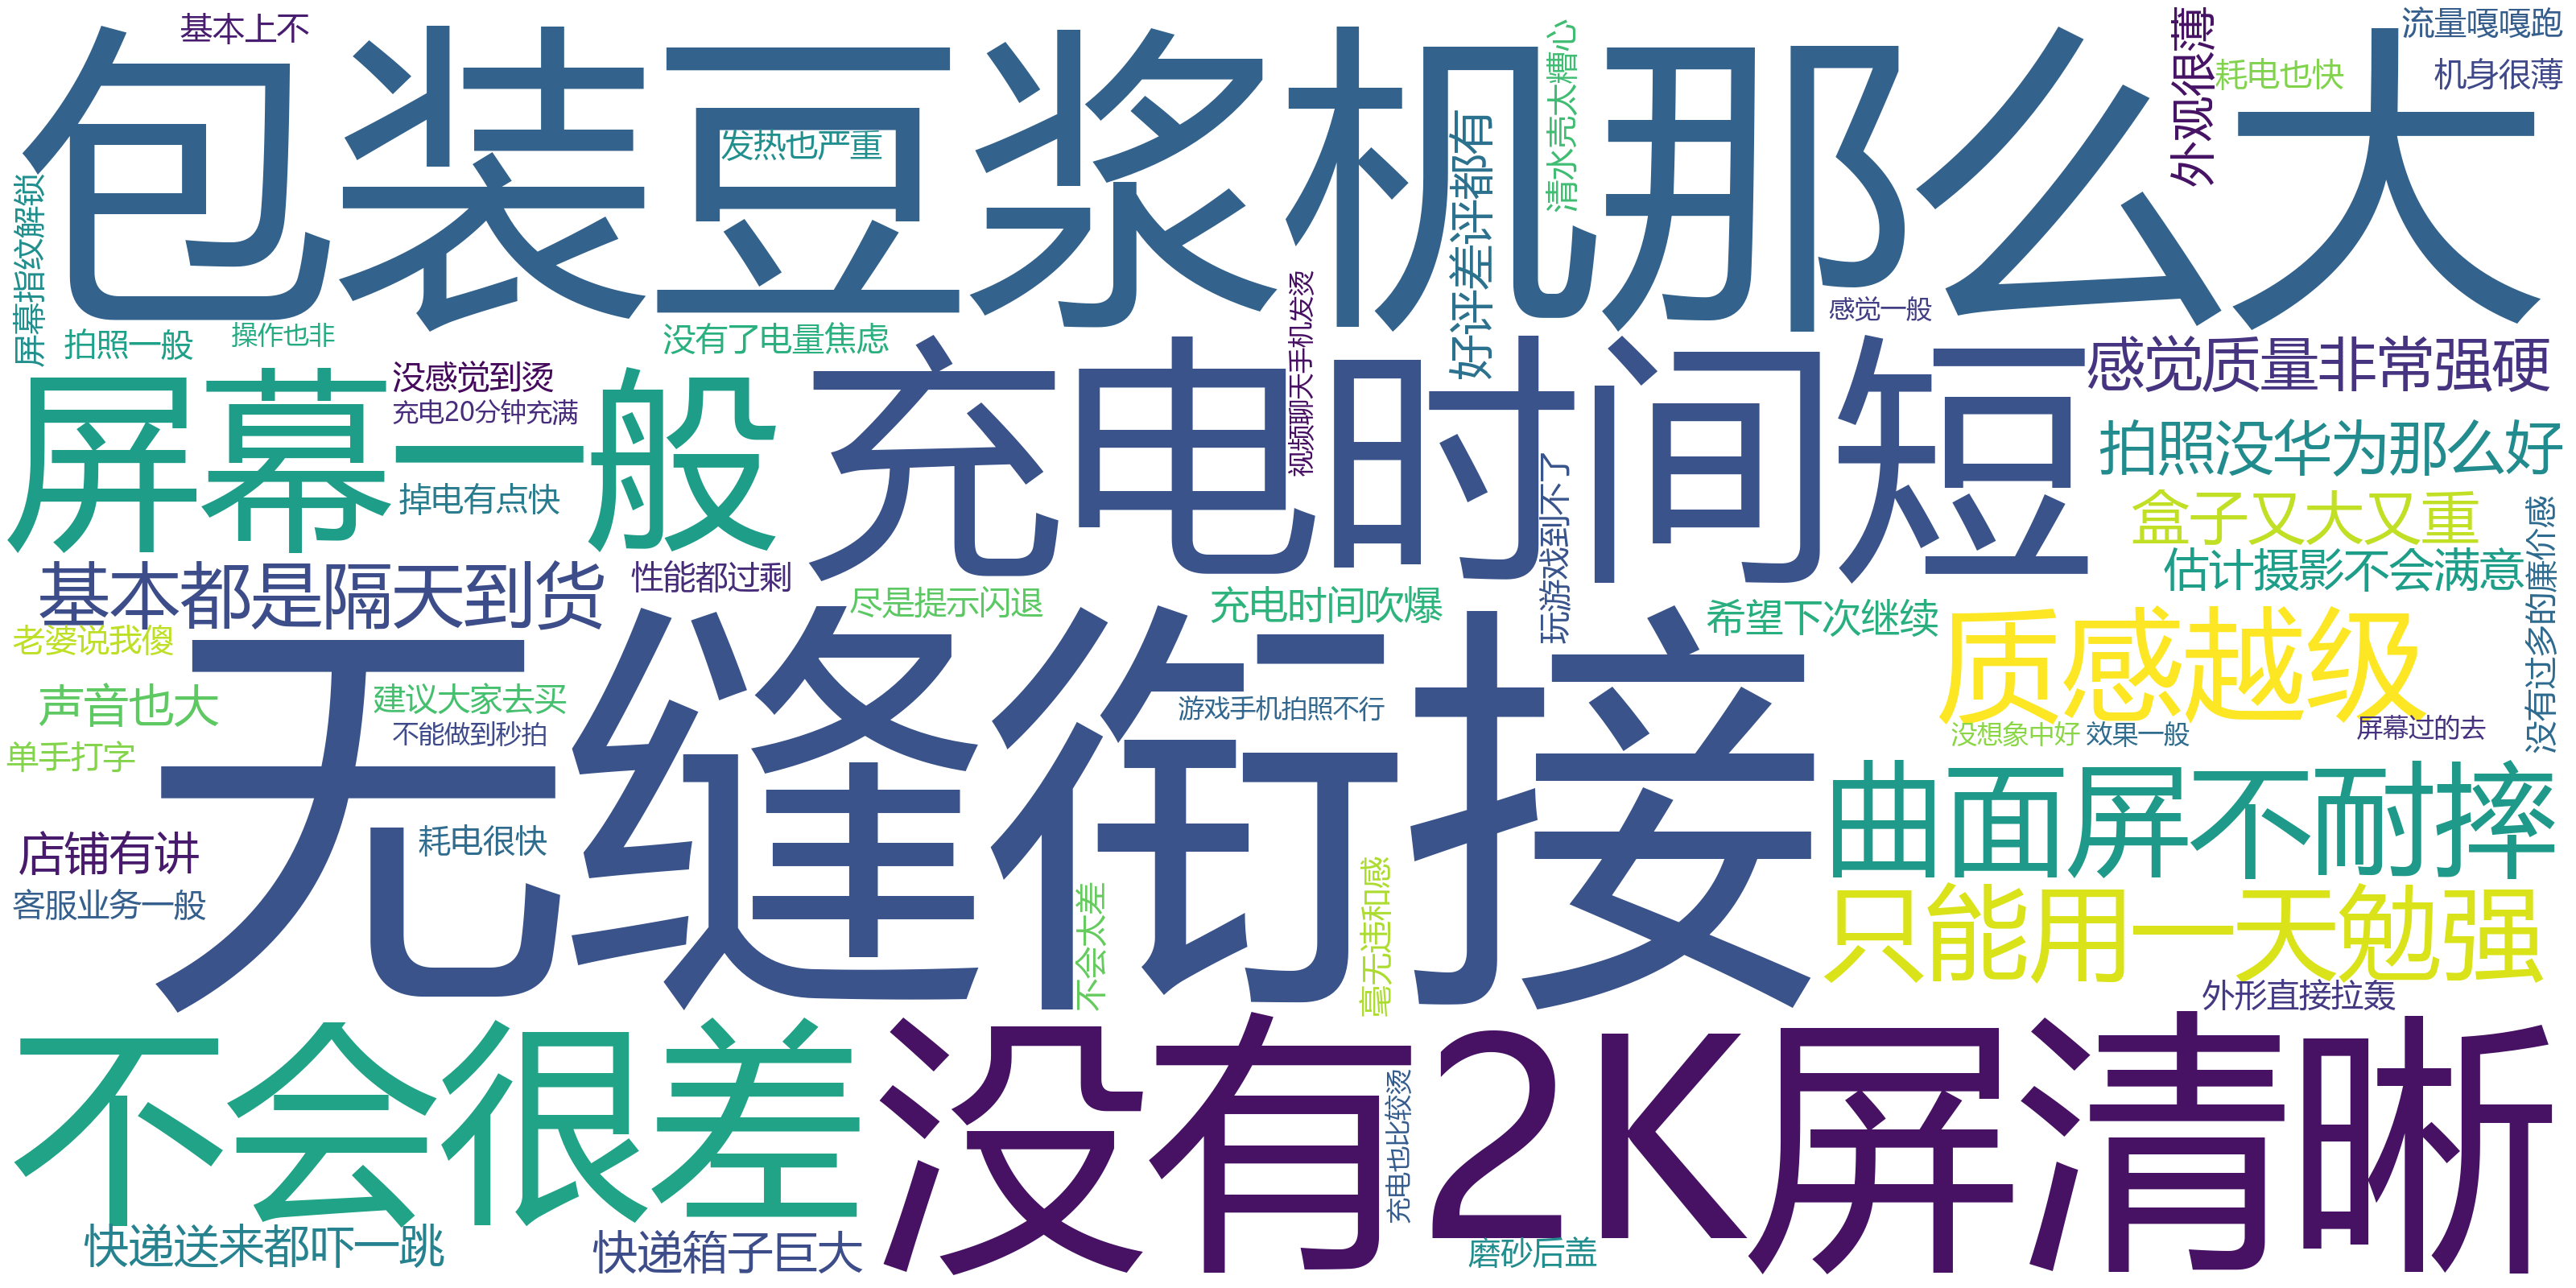 基本上不
包装豆浆机那么大
发热也严重
清水壳太糟心
好评差评都有
外观很薄
流量嘎嘎跑
耗电也快
机身很薄
屏幕指纹解锁
拍照一般
操作也非
没有了电量焦虑
视频聊天手机发烫
感觉一般
屏幕一般
没感觉到烫
充电20分钟充满
掉电有点快
充电时间短
感觉质量非常强硬
拍照没华为那么好
盒子又大又重
估计摄影不会满意
没有过多的廉价感
基本都是隔天到货
性能都过剩
尽是提示闪退
充电时间吹爆
玩游戏到不了
希望下次继续
老婆说我傻
声音也大
单手打字
建议大家去买
不能做到秒拍
无缝衔接
游戏手机拍照不行
质感越级
没想象中好
效果一般
屏幕过的去
店铺有讲
客服业务一般
耗电很快
不会太差
毫无违和感
曲面屏不耐摔
只能用一天勉强
外形直接拉轰
不会很差
没有2K屏清晰
充电也比较烫
快递送来都吓一跳
快递箱子巨大
磨砂后盖